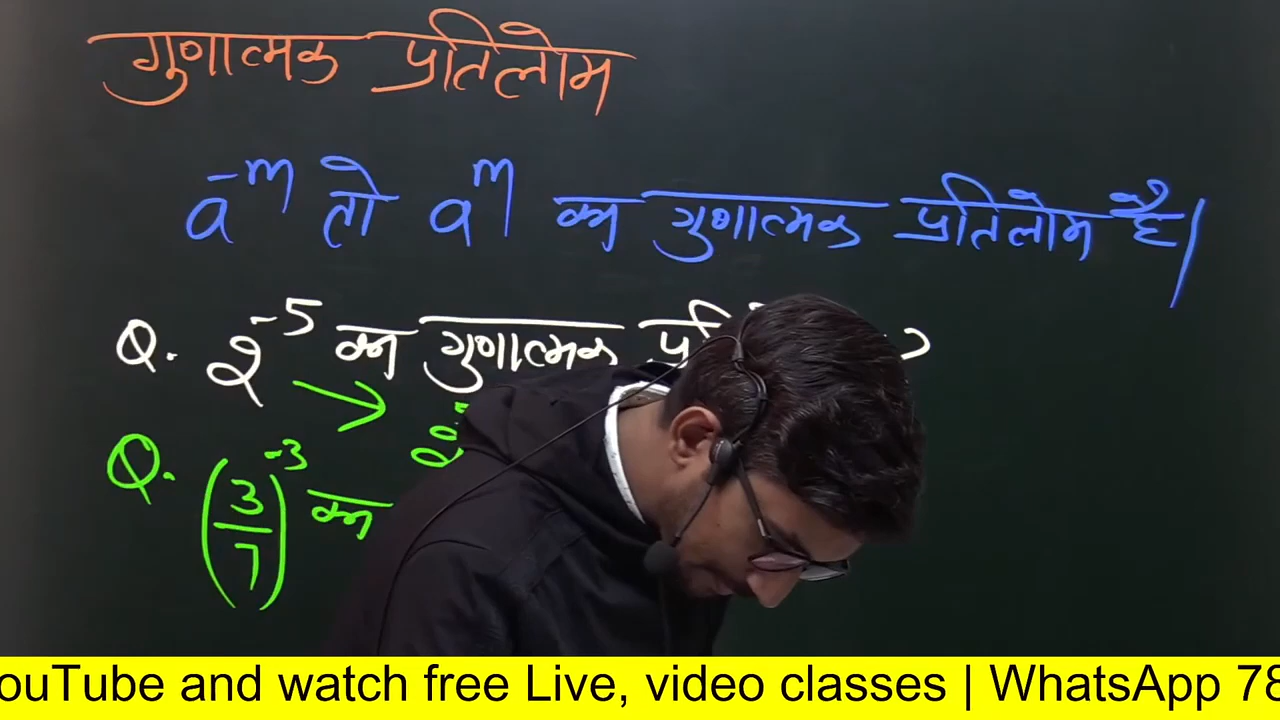 गुणात्मक प्रतिलोम
a⁻ᵐ तो aᵐ का गुणात्मक प्रतिलोम है|
Q. 2⁻⁵ का गुणात्मक
Q. (3/7)⁻³ का
ouTube and watch free Live, video classes | WhatsApp 78